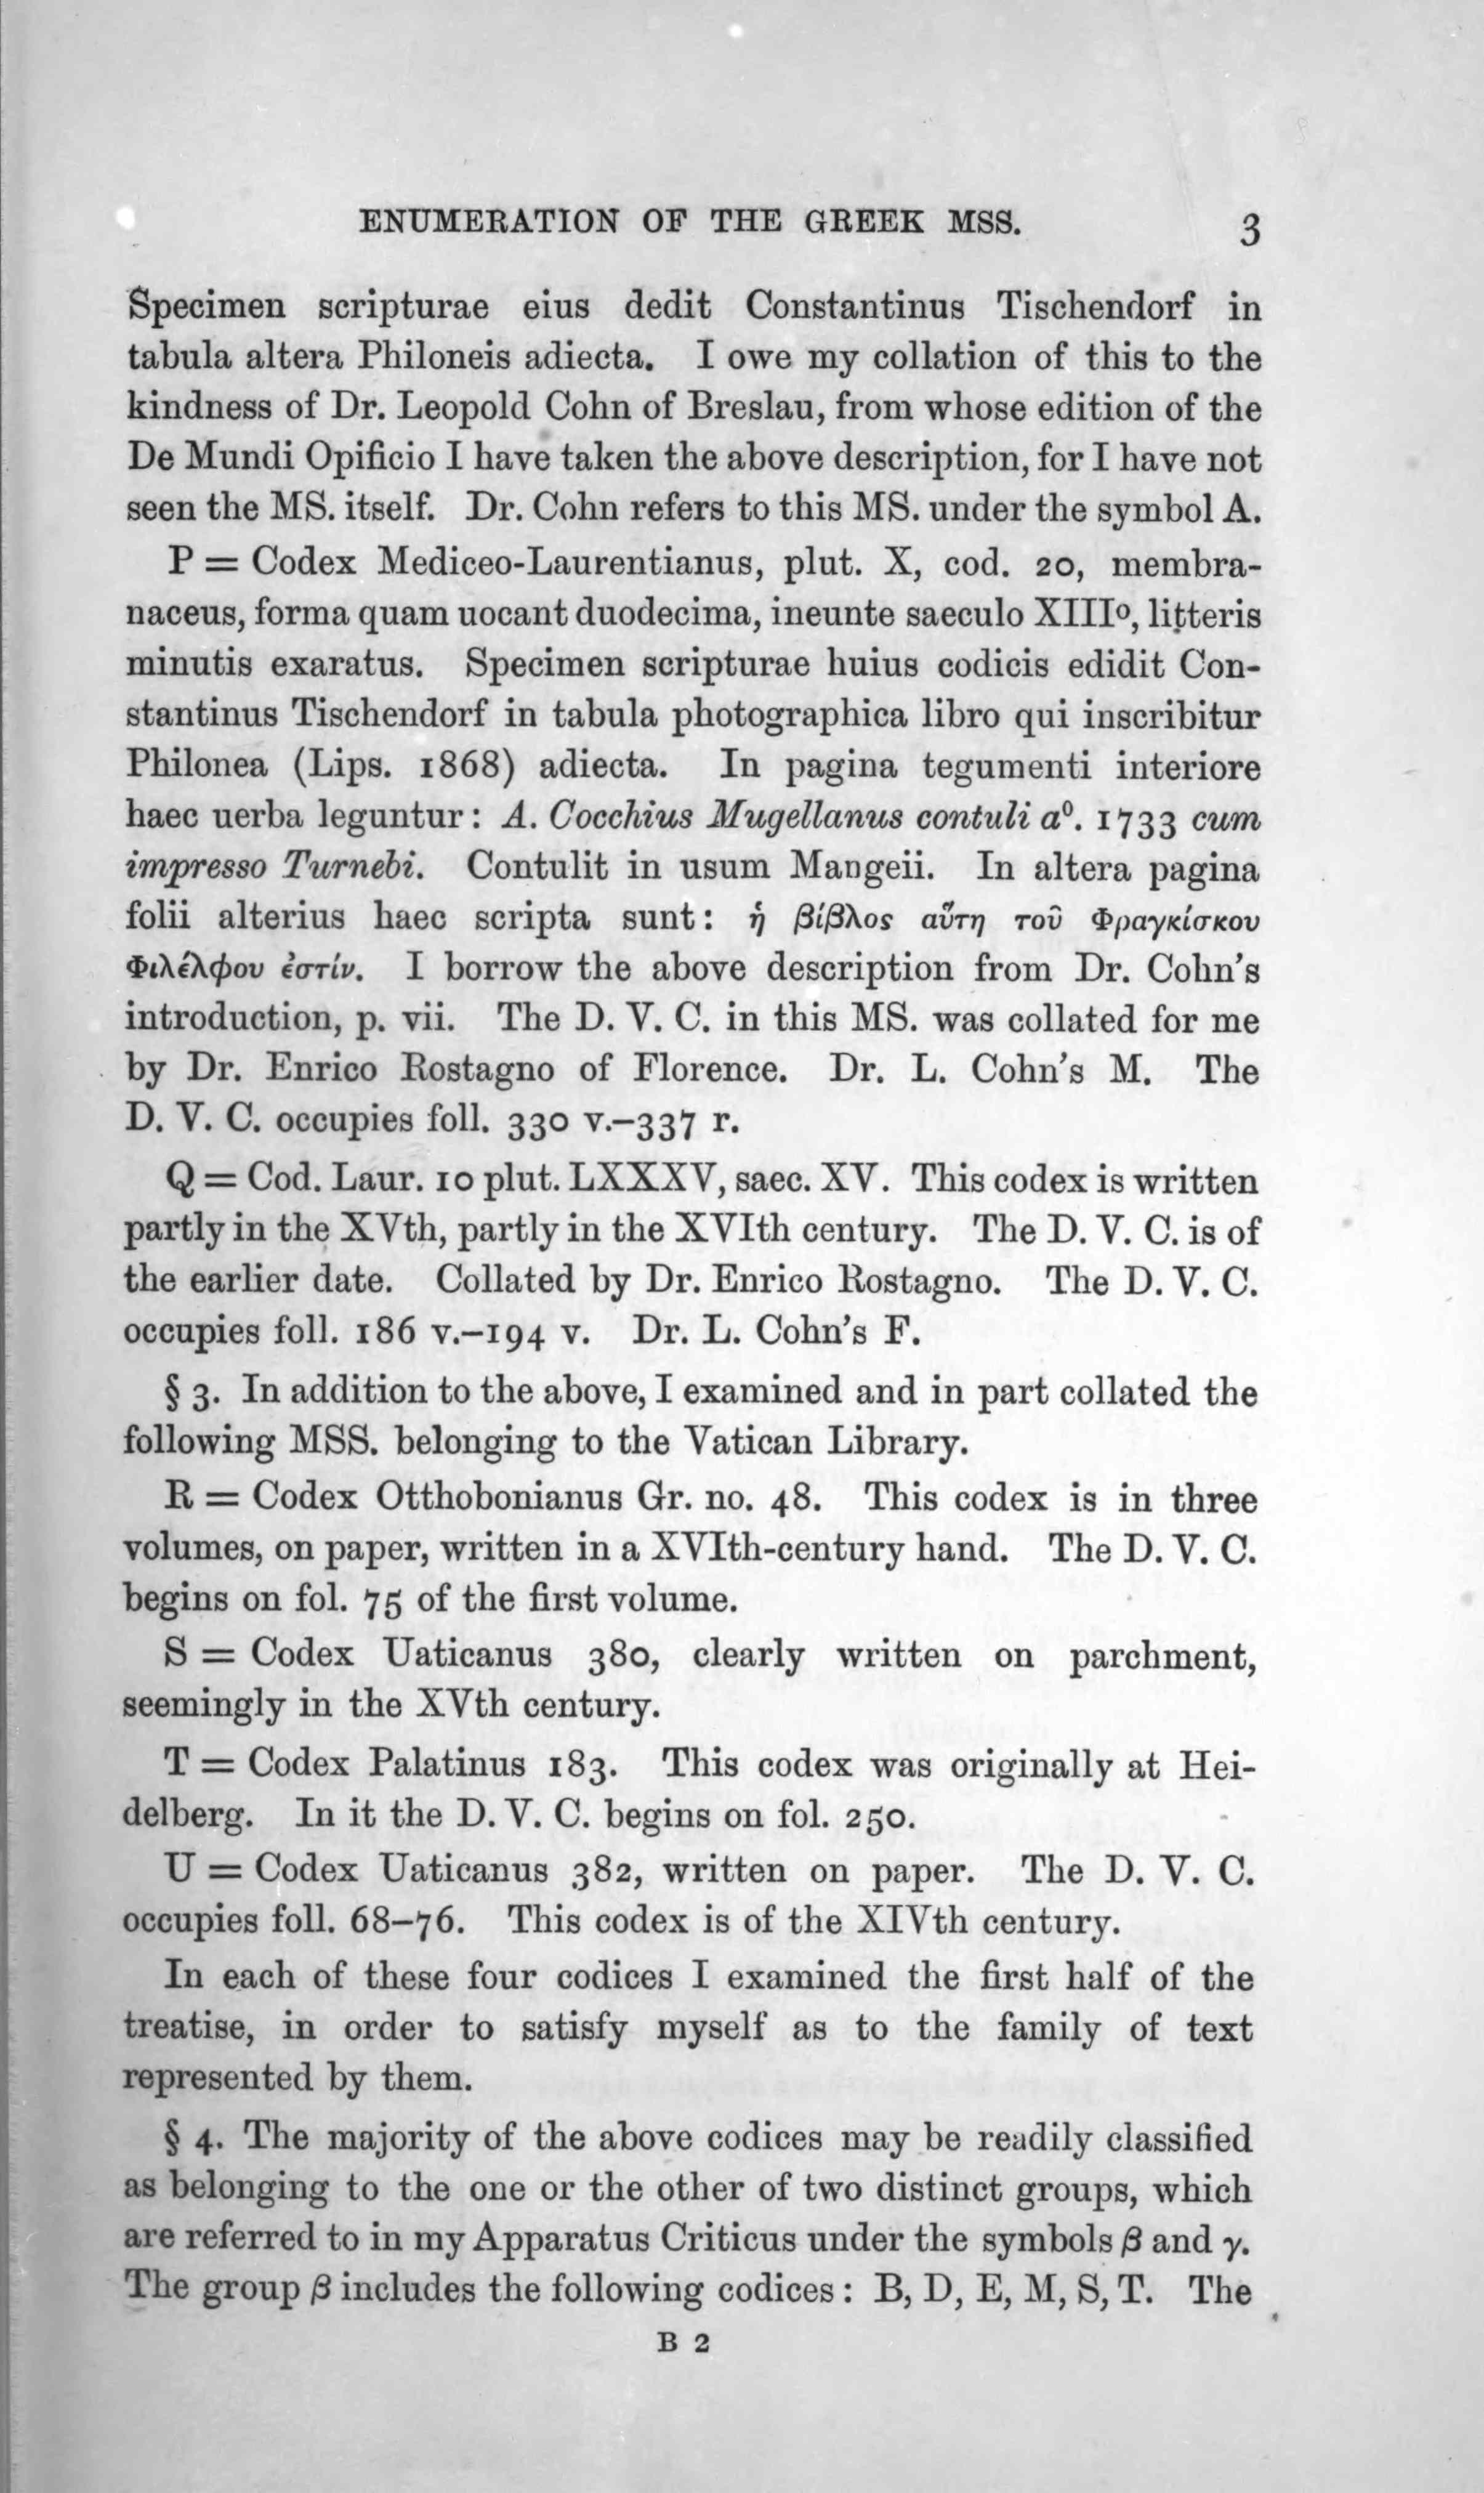 ENUMERATION OF THE GREEK MSS. 3
Specimen scripturae eius dedit Constantinus Tischendorf in
tabula altera Philoneis adiecta. I owe my collation of this to the
kindness of Dr. Leopold Cohn of Breslau, from whose edition of the
De Mundi Opificio I have taken the above description, for I have not
seen the MS. itself. Dr. Cohn refers to this MS. under the symbol A.
P = Codex Mediceo-Laurentianus, plut. X, cod. 20, membra-
naceus, forma quam uocant duodecima, ineunte saeculo XIIIº, litteris
minutis exaratus. Specimen scripturae huius codicis edidit Con-
stantinus Tischendorf in tabula photographica libro qui inscribitur
Philonea (Lips. 1868) adiecta. In pagina tegumenti interiore
haec uerba leguntur: A. Cocchius Mugellanus contuli aº. 1733 cum
impresso Turnebi. Contulit in usum Mangeii. In altera pagina
folii alterius haec scripta sunt: ἡ βίβλος αὕτη τοῦ Φραγκίσκου
Φιλέλφου ἐστίν. I borrow the above description from Dr. Cohn's
introduction, p. vii. The D. V. C. in this MS. was collated for me
by Dr. Enrico Rostagno of Florence. Dr. L. Cohn's M. The
D. V. C. occupies foll. 330 v.–337 r.
Q = Cod. Laur. 10 plut. LXXXV, saec. XV. This codex is written
partly in the XVth, partly in the XVIth century. The D. V. C. is of
the earlier date. Collated by Dr. Enrico Rostagno. The D. V. C.
occupies foll. 186 v.–194 v. Dr. L. Cohn's F.
§ 3. In addition to the above, I examined and in part collated the
following MSS. belonging to the Vatican Library.
R = Codex Otthobonianus Gr. no. 48. This codex is in three
volumes, on paper, written in a XVIth-century hand. The D. V. C.
begins on fol. 75 of the first volume.
S = Codex Uaticanus 380, clearly written on parchment,
seemingly in the XVth century.
T = Codex Palatinus 183. This codex was originally at Hei-
delberg. In it the D. V. C. begins on fol. 250.
U = Codex Uaticanus 382, written on paper. The D. V. C.
occupies foll. 68–76. This codex is of the XIVth century.
In each of these four codices I examined the first half of the
treatise, in order to satisfy myself as to the family of text
represented by them.
§ 4. The majority of the above codices may be readily classified
as belonging to the one or the other of two distinct groups, which
are referred to in my Apparatus Criticus under the symbols β and γ.
The group β includes the following codices: B, D, E, M, S, T. The
B 2